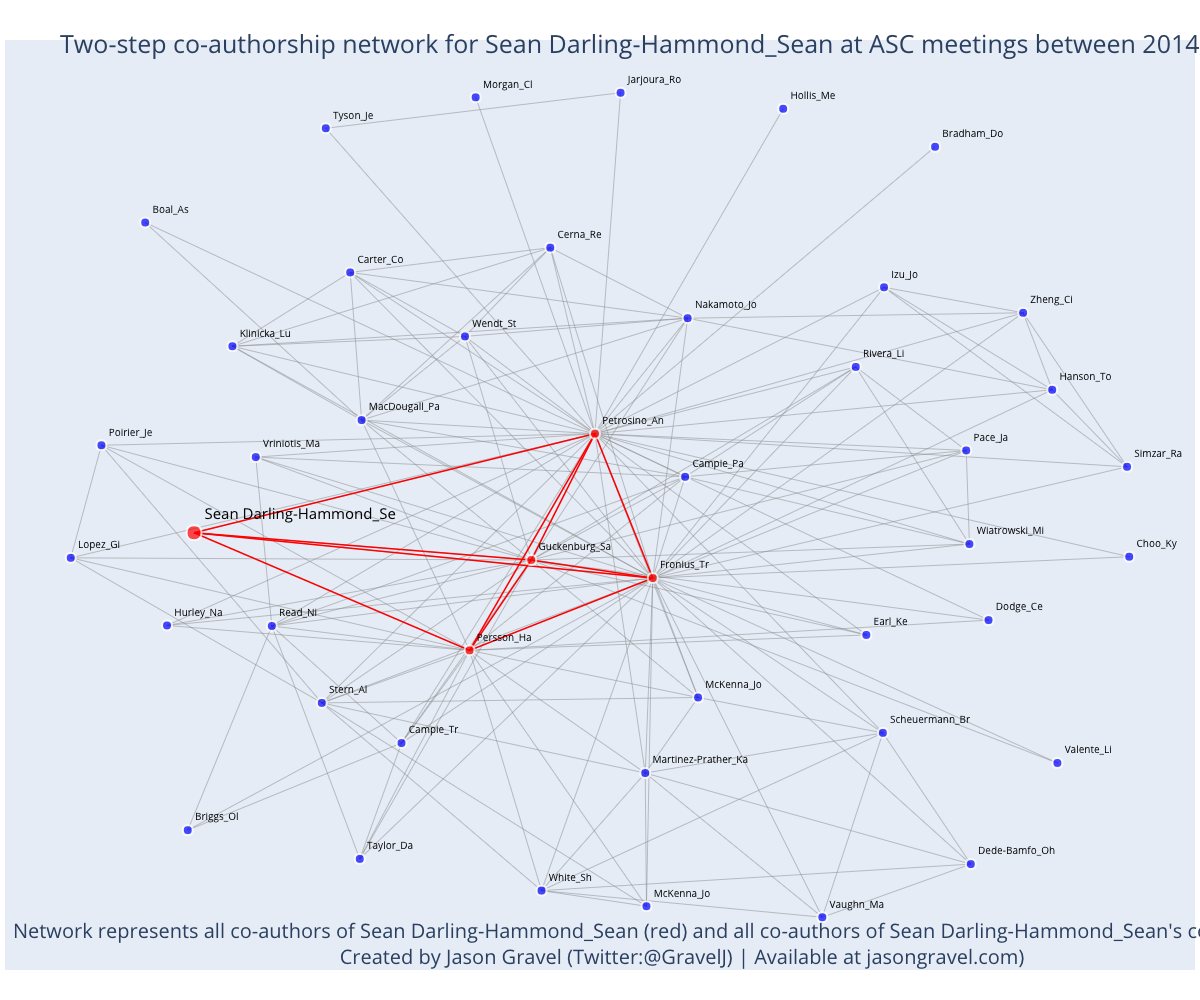 Two-step co-authorship network for Sean Darling-Hammond_Sean at ASC meetings between 2014
Morgan_Cl
Jarjoura_Ro
Hollis_Me
Tyson_Je
Bradham_Do
Boal_As
Cerna_Re
Carter_Co
Izu_Jo
Zheng_Ci
Nakamoto_Jo
Wendt_St
Klinicka_Lu
Rivera_Li
Hanson_To
MacDougall_Pa
Petrosino_An
Poirier_Je
Vriniotis_Ma
Pace_Ja
Simzar_Ra
Campie_Pa
Sean Darling-Hammond_Se
Lopez_Gi
Guckenburg_Sa
Wiatrowski_Mi
Choo_Ky
Fronius_Tr
Hurley_Na
Read_Ni
Dodge_Ce
Earl_Ke
Persson_Ha
Stern_Al
McKenna_Jo
Campie_Tr
Scheuermann_Br
Valente_Li
Martinez-Prather_Ka
Briggs_Ol
Taylor_Da
Dede-Bamfo_Oh
White_Sh
McKenna_Jo
Vaughn_Ma
Network represents all co-authors of Sean Darling-Hammond_Sean (red) and all co-authors of Sean Darling-Hammond_Sean's
Created by Jason Gravel (Twitter:@GravelJ) | Available at jasongravel.com)